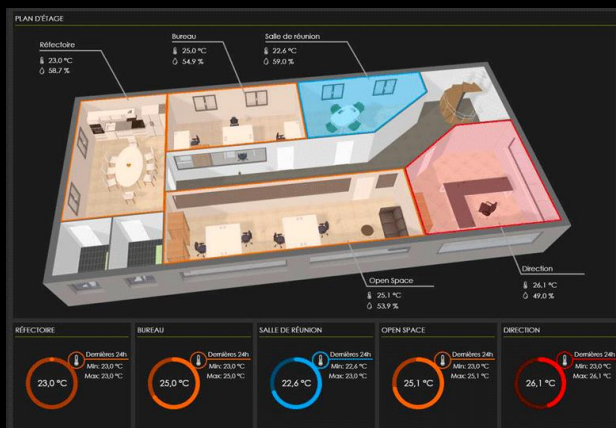 PLAN D'ÉTAGE
Réfectoire
23,0 °C
58,7 %
Bureau
25,0 °C
54,9 %
Salle de réunion
22,6 °C
59,0 %
Open Space
25,1 °C
53,9 %
Direction
26,1 °C
49,0 %
RÉFECTOIRE
Dernières 24h
Min: 23,0 °C
Max: 23,0 °C
23,0 °C
BUREAU
Dernières 24h
Min: 23,0 °C
Max: 25,0 °C
25,0 °C
SALLE DE RÉUNION
Dernières 24h
Min: 22,6 °C
Max: 23,0 °C
22,6 °C
OPEN SPACE
Dernières 24h
Min: 23,0 °C
Max: 25,1 °C
25,1 °C
DIRECTION
Dernières 24h
Min: 23,0 °C
Max: 26,1 °C
26,1 °C